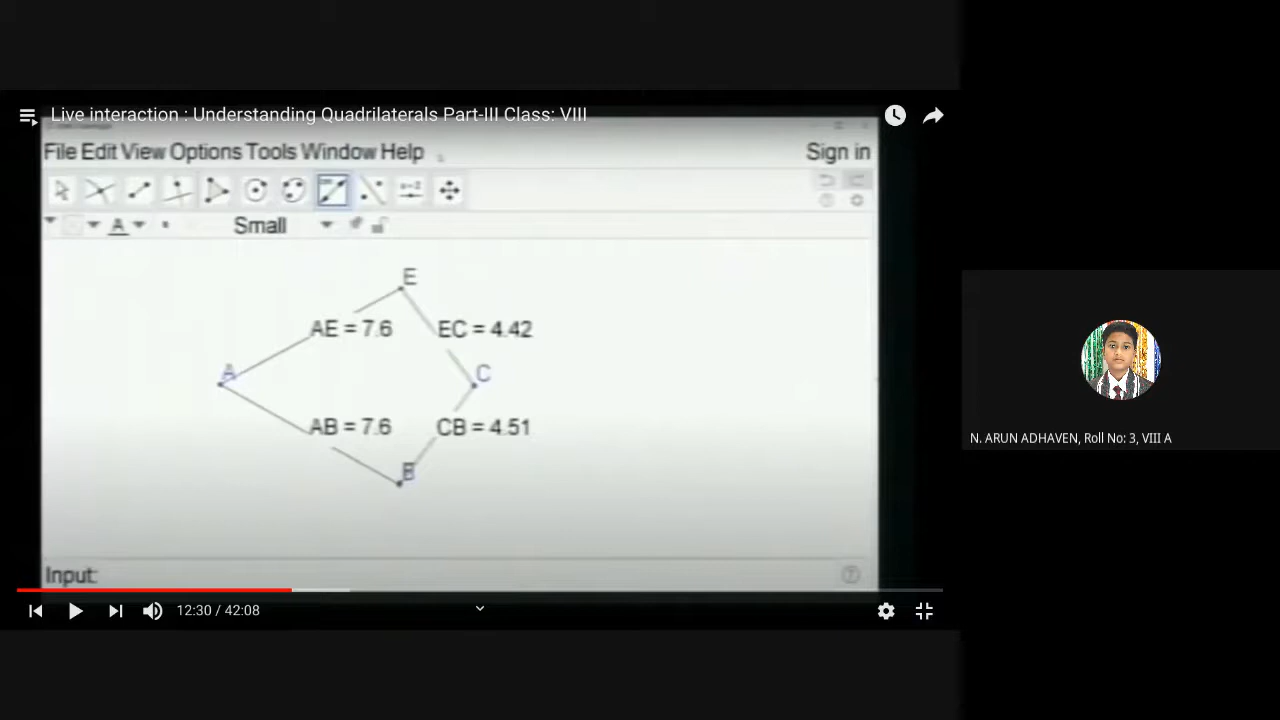 Live interaction : Understanding Quadrilaterals Part-III Class: VIII
File Edit View Options Tools Window Help
Sign in
A
Small
E
AE = 7.6
EC = 4.42
A
C
AB = 7.6
CB = 4.51
B
Input:
12:30 / 42:08
N. ARUN ADHAVEN, Roll No: 3, VIII A